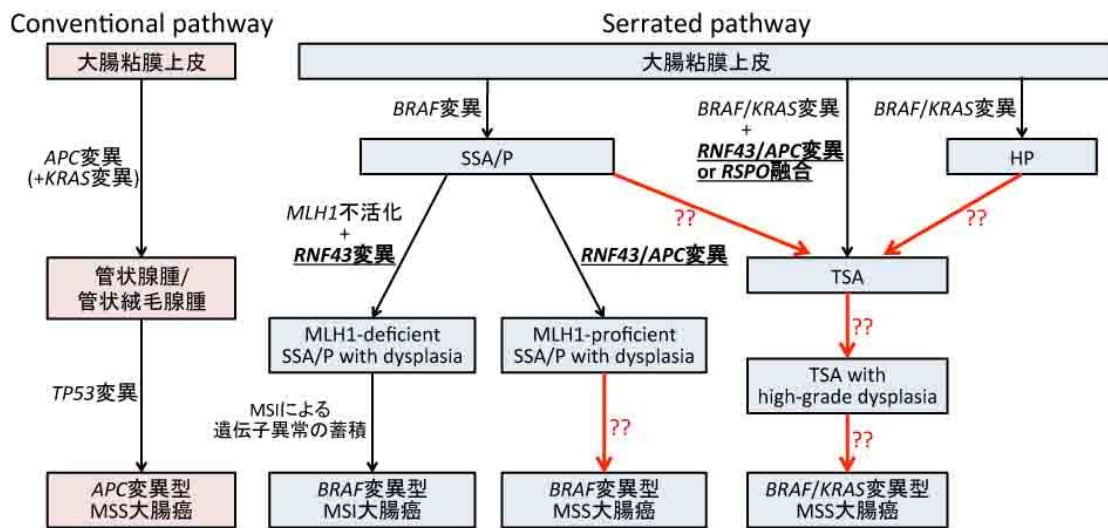 Conventional pathway
Serrated pathway
大腸粘膜上皮
大腸粘膜上皮
APC変異
(+KRAS変異)
管状腺腫/
管状絨毛腺腫
TP53変異
APC変異型
MSS大腸癌
BRAF変異
SSA/P
MLH1不活化
+
RNF43変異
MLH1-deficient
SSA/P with dysplasia
MSIによる
遺伝子異常の蓄積
BRAF変異型
MSI大腸癌
RNF43/APC変異
MLH1-proficient
SSA/P with dysplasia
??
BRAF変異型
MSS大腸癌
BRAF/KRAS変異
+
RNF43/APC変異
or RSPO融合
BRAF/KRAS変異
HP
??
??
TSA
??
TSA with
high-grade dysplasia
??
BRAF/KRAS変異型
MSS大腸癌